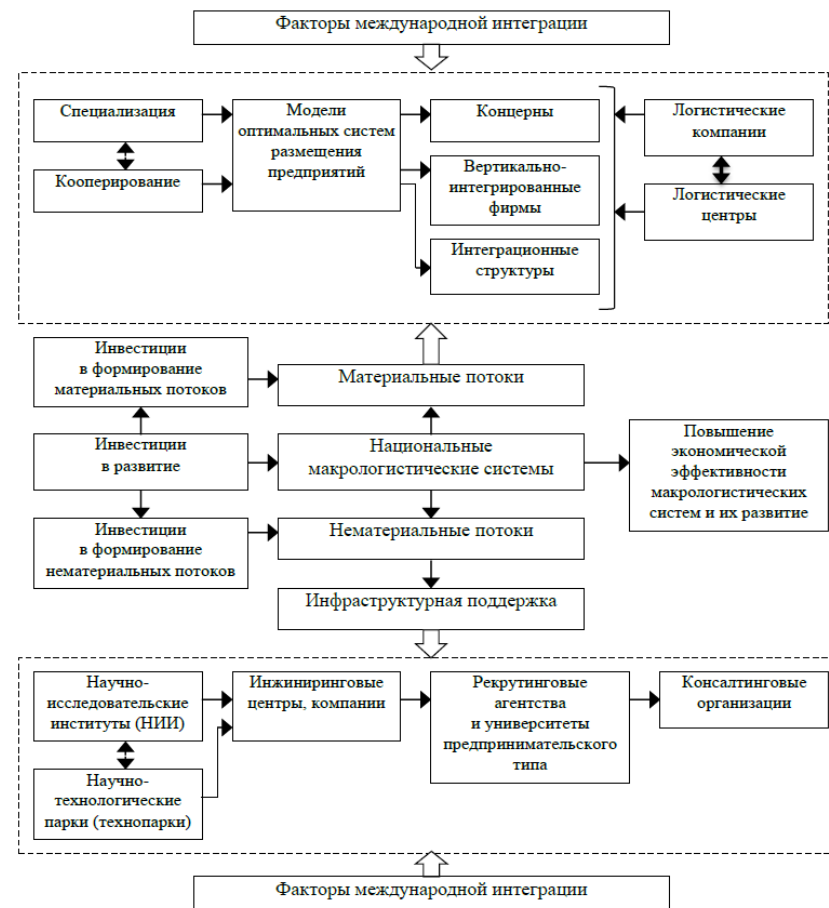 Факторы международной интеграции
Специализация
Кооперирование
Модели
оптимальных систем
размещения
предприятий
Концерны
Вертикально-
интегрированные
фирмы
Интеграционные
структуры
Логистические
компании
Логистические
центры
Инвестиции
в формирование
материальных потоков
Материальные потоки
Инвестиции
в развитие
Национальные
макрологистические системы
Повышение
экономической
эффективности
макрологистических
систем и их развитие
Инвестиции
в формирование
нематериальных потоков
Нематериальные потоки
Инфраструктурная поддержка
Научно-
исследовательские
институты (НИИ)
Научно-
технологические
парки (технопарки)
Инжиниринговые
центры, компании
Рекрутинговые
агентства
и университеты
предпринимательского
типа
Консалтинговые
организации
Факторы международной интеграции